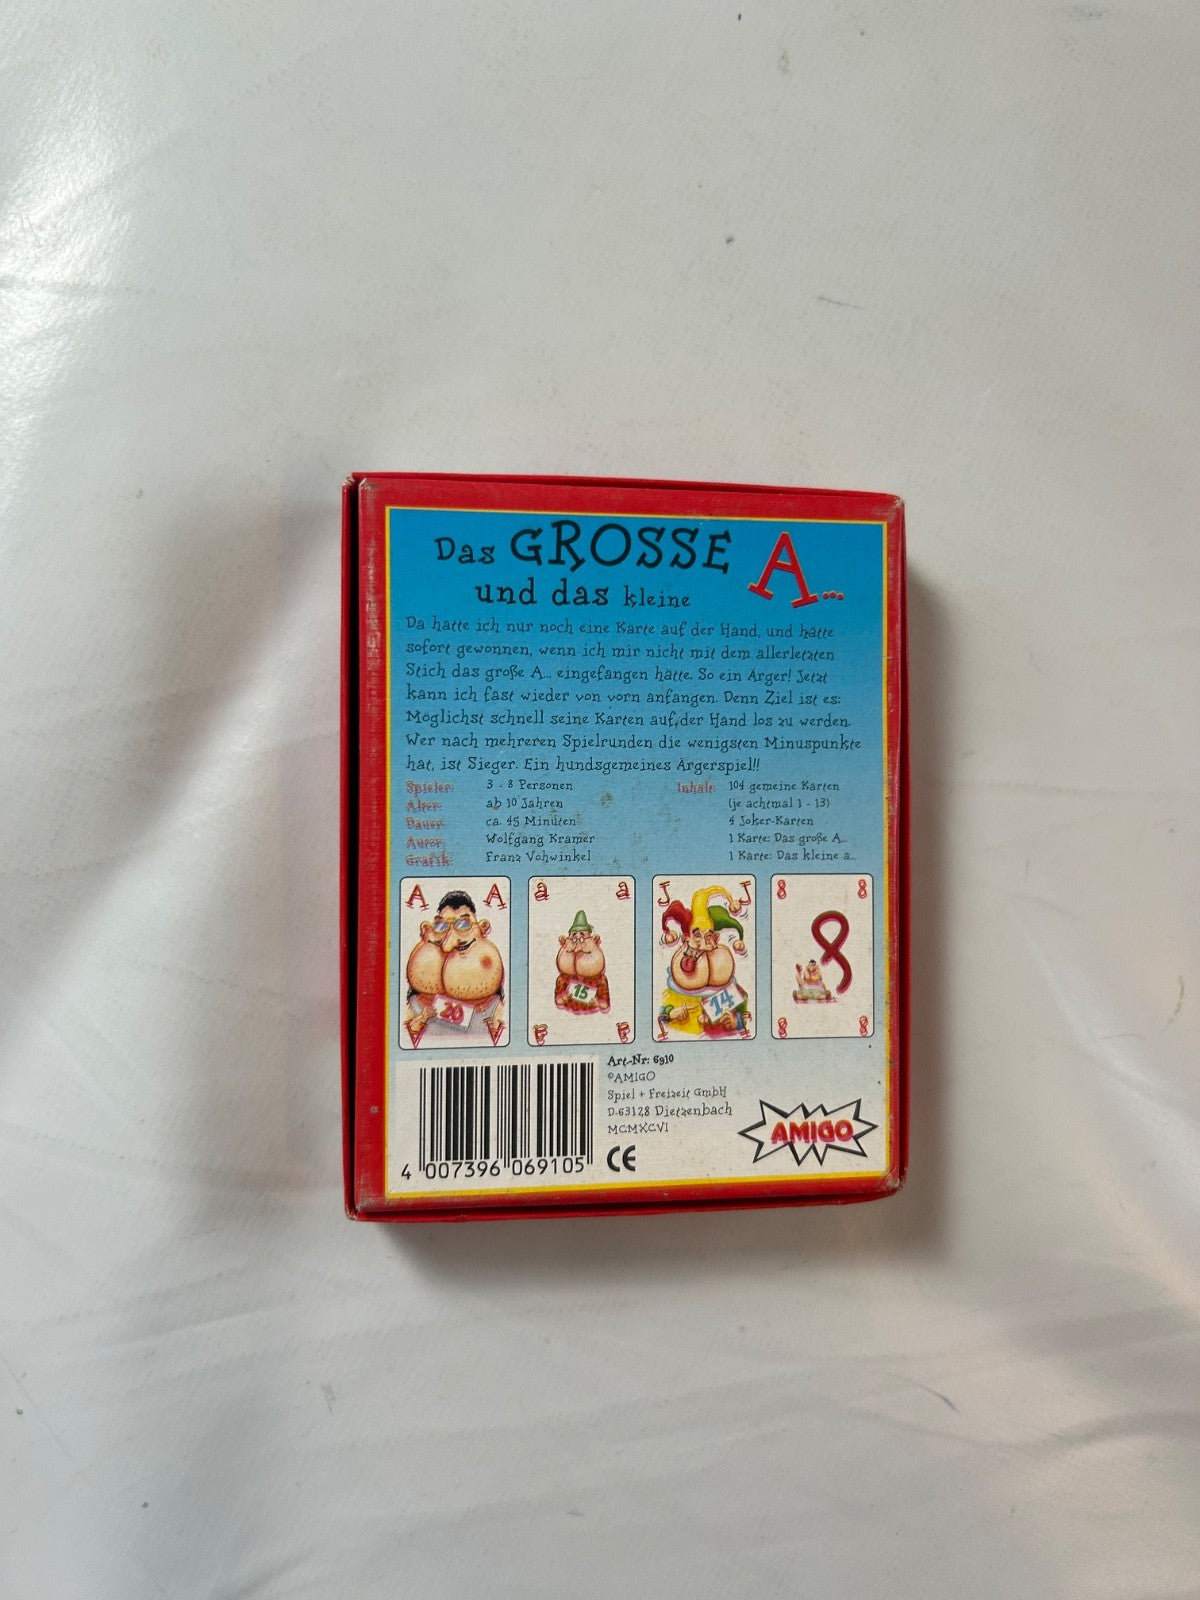 Das GROSSE A...
und das kleine
Da hatte ich nur noch eine Karte auf der Hand, und hätte
sofort gewonnen, wenn ich mir nicht mit dem allerletzten
Stich das große A... eingefangen hätte. So ein Ärger! Jetzt
kann ich fast wieder von vorn anfangen. Denn Ziel ist es:
Möglichst schnell seine Karten auf der Hand los zu werden.
Wer nach mehreren Spielrunden die wenigsten Minuspunkte
hat, ist Sieger. Ein hundsgemeines Ärgerspiel!!
Spieler: 3 - 8 Personen
Alter: ab 10 Jahren
Dauer: ca. 45 Minuten
Autor: Wolfgang Kramer
Grafik: Franz Vohwinkel
Inhalt: 104 gemeine Karten
(je achtmal 1 - 13)
4 Joker-Karten
1 Karte: Das große A...
1 Karte: Das kleine a...
A A
20
A A
a a
15
a a
J J
14
J J
8 8
8
8 8
Art.-Nr: 6910
©AMIGO
Spiel + Freizeit GmbH
D-63128 Dietzenbach
MCMXCVI
CE
4 007396 069105
AMIGO